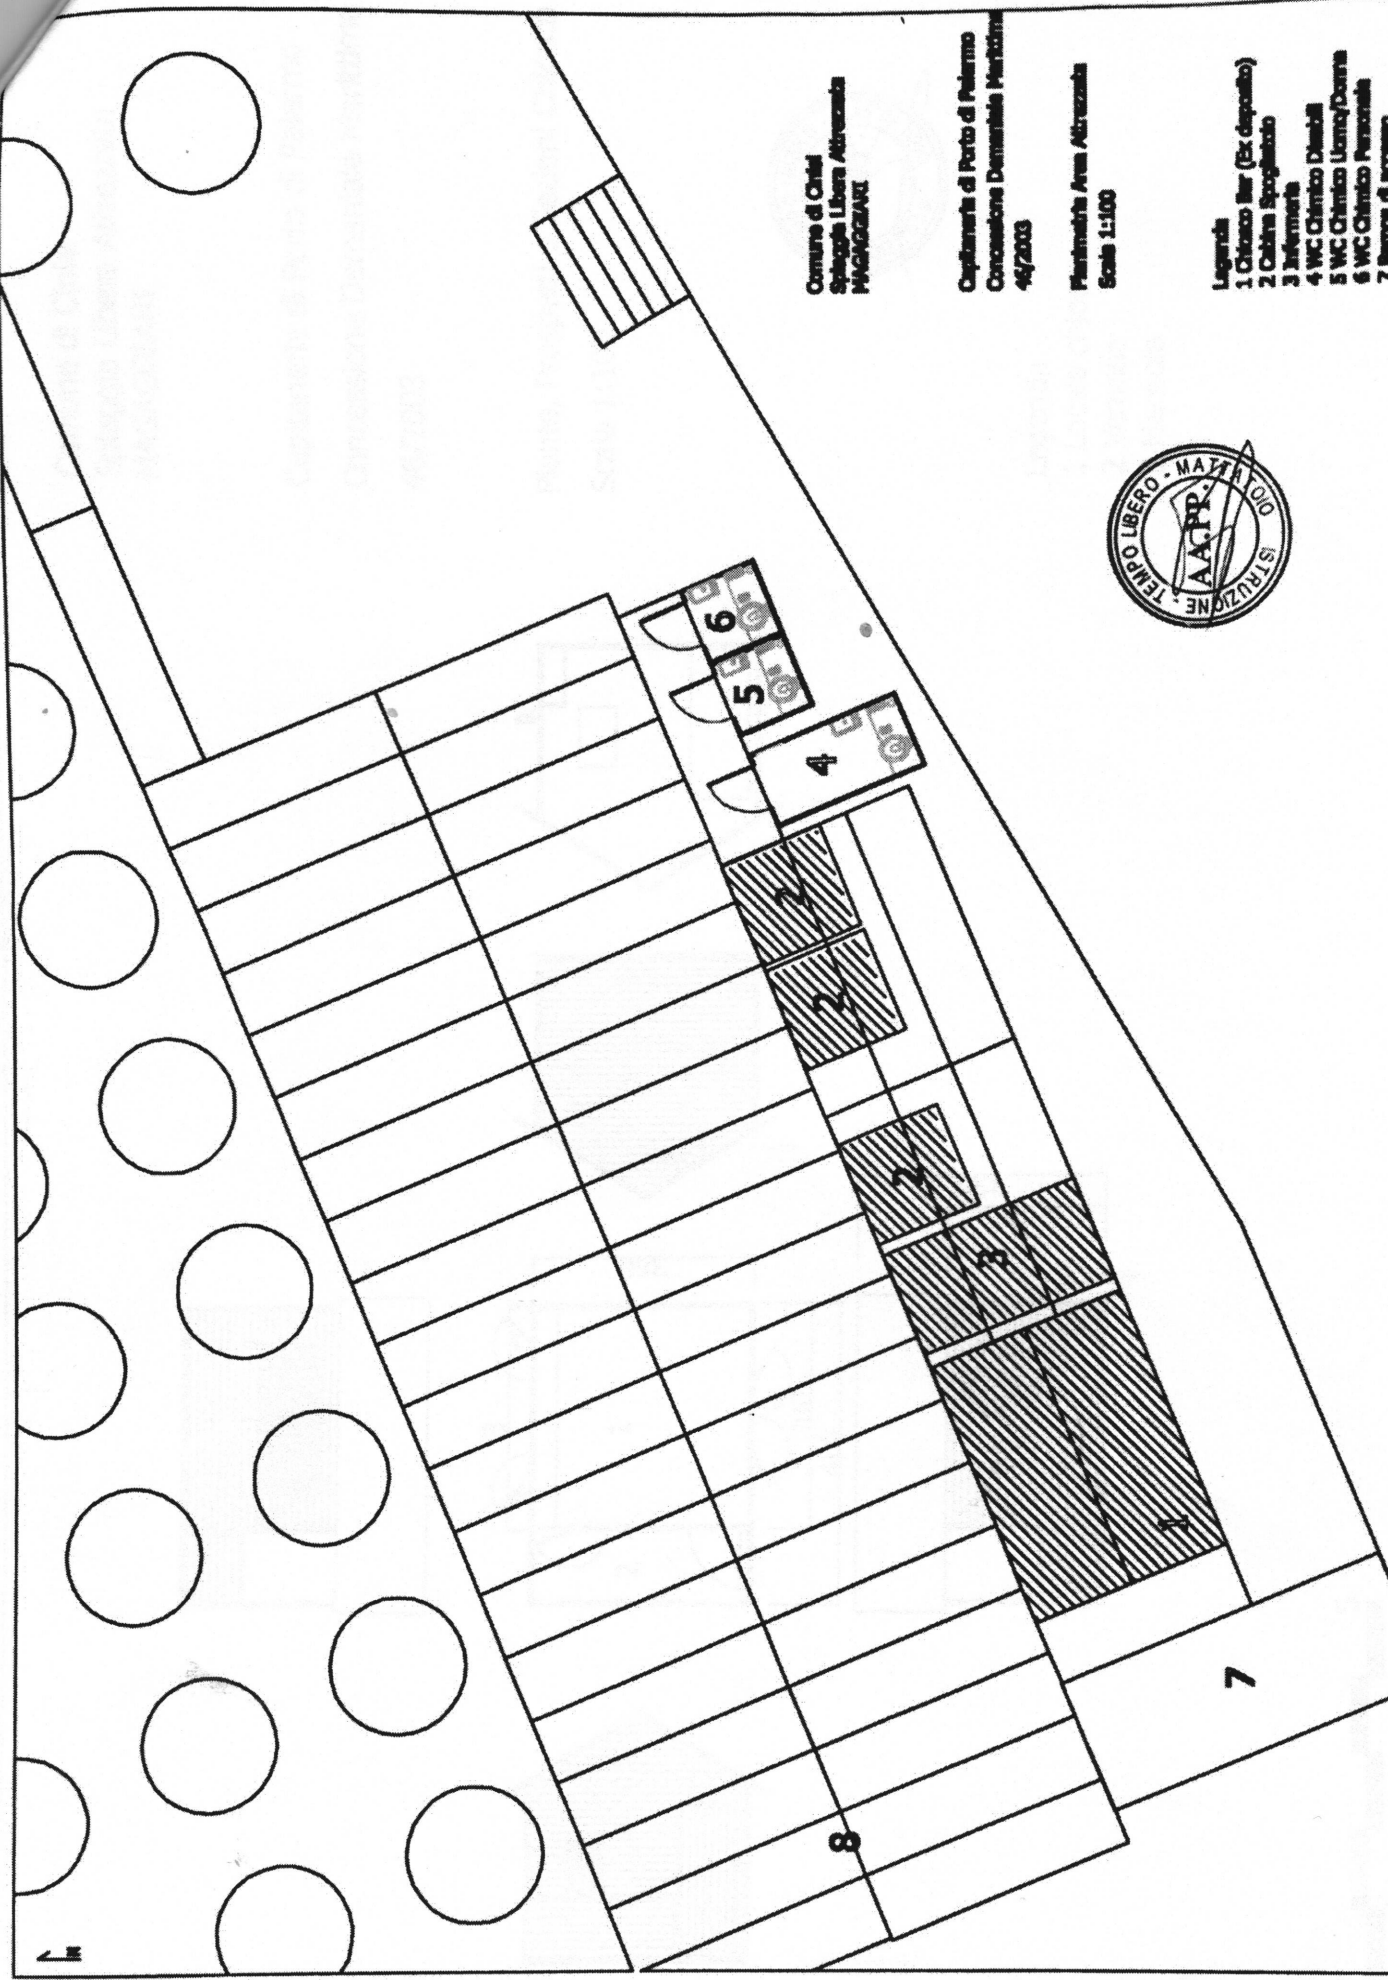 Comune di Cinisi
Spiaggia Libera Attrezzata
MAGAGGIARI
Capitaneria di Porto di Palermo
Concessione Demaniale Marittima
46/2003
Planimetria Area Attrezzata
Scala 1:100
Legenda
1 Chiosco Bar (Ex deposito)
2 Cabina Spogliatoio
3 Infermeria
4 WC Chimico Disabili
5 WC Chimico Uomo/Donna
6 WC Chimico Personale
TEMPO LIBERO - MATTATOIO
ISTRUZIONE -
AA.PP.
6
5
4
2
2
2
3
1
7
8
N